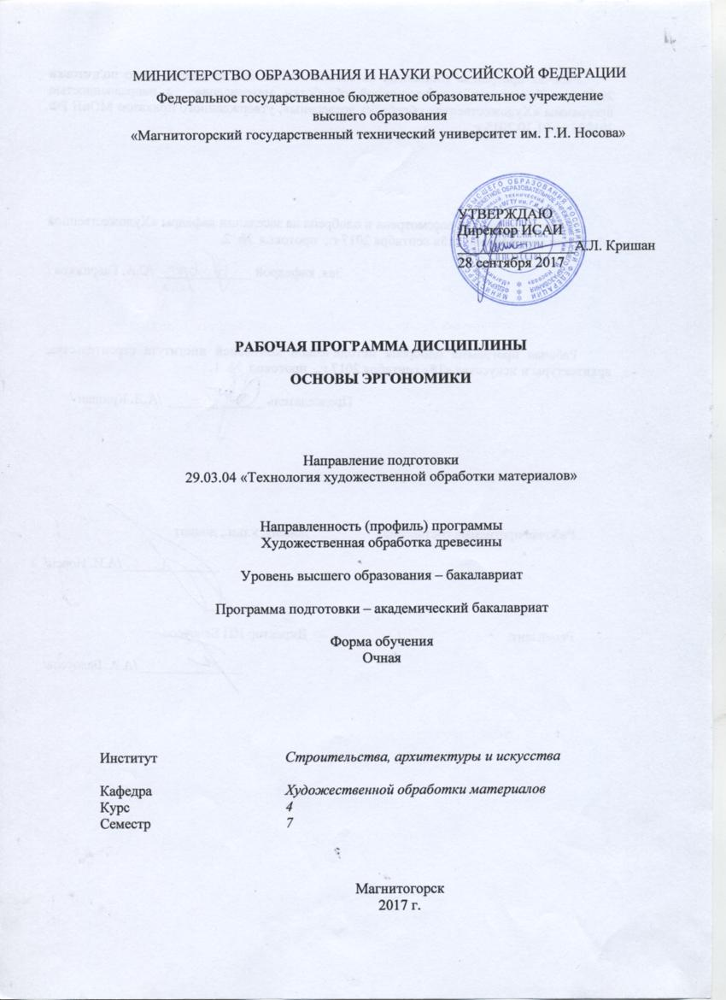 МИНИСТЕРСТВО ОБРАЗОВАНИЯ И НАУКИ РОССИЙСКОЙ ФЕДЕРАЦИИ
Федеральное государственное бюджетное образовательное учреждение
высшего образования
«Магнитогорский государственный технический университет им. Г.И. Носова»
УТВЕРЖДАЮ
Директор ИСАИ
А.Л. Кришан
28 сентября 2017
РАБОЧАЯ ПРОГРАММА ДИСЦИПЛИНЫ
ОСНОВЫ ЭРГОНОМИКИ
Направление подготовки
29.03.04 «Технология художественной обработки материалов»
Направленность (профиль) программы
Художественная обработка древесины
Уровень высшего образования – бакалавриат
Программа подготовки – академический бакалавриат
Форма обучения
Очная
Институт Строительства, архитектуры и искусства
Кафедра Художественной обработки материалов
Курс 4
Семестр 7
Магнитогорск
2017 г.